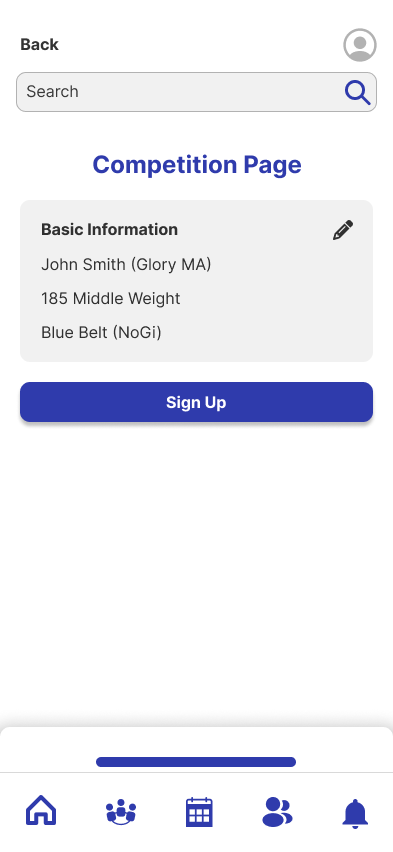 Back
Search
Competition Page
Basic Information
John Smith (Glory MA)
185 Middle Weight
Blue Belt (NoGi)
Sign Up